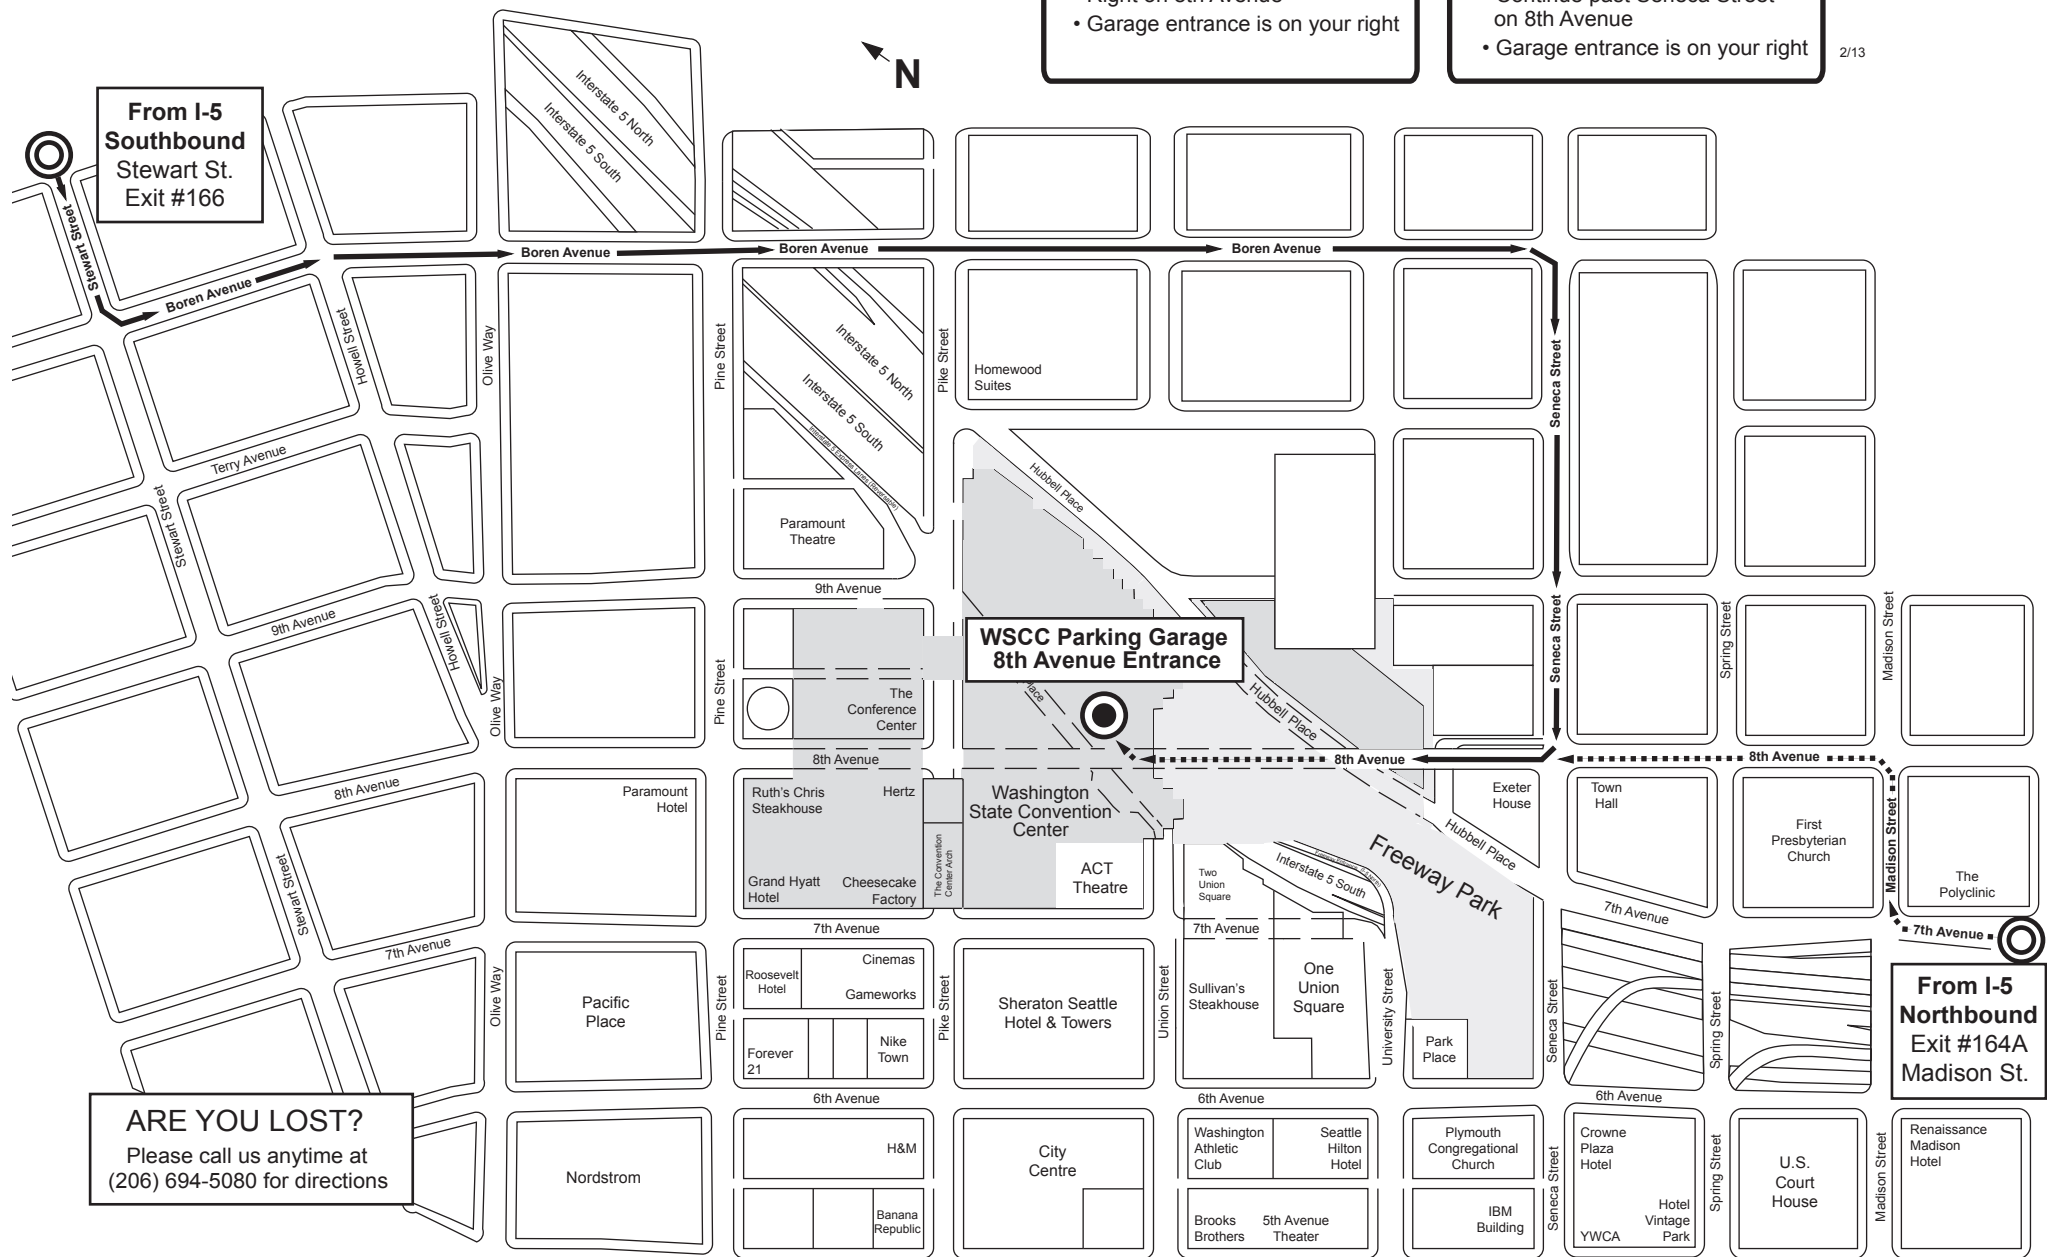 • Garage entrance is on your right
on 8th Avenue
• Garage entrance is on your right
2/13
N
From I-5
Southbound
Stewart St.
Exit #166
Interstate 5 North
Interstate 5 South
Stewart Street
Boren Avenue
Boren Avenue
Boren Avenue
Boren Avenue
Howell Street
Olive Way
Pine Street
Interstate 5 North
Interstate 5 South
Pike Street
Homewood
Suites
Seneca Street
Terry Avenue
Stewart Street
Paramount
Theatre
Hubbell Place
9th Avenue
9th Avenue
Howell Street
Olive Way
Pine Street
The
Conference
Center
WSCC Parking Garage
8th Avenue Entrance
Place
Hubbell Place
Seneca Street
Spring Street
Madison Street
8th Avenue
8th Avenue
8th Avenue
8th Avenue
Paramount
Hotel
Ruth's Chris
Steakhouse
Hertz
Grand Hyatt
Hotel
Cheesecake
Factory
The Convention
Center Arch
Washington
State Convention
Center
ACT
Theatre
Two
Union
Square
Interstate 5 South
Freeway Park
Hubbell Place
Exeter
House
Town
Hall
First
Presbyterian
Church
Madison Street
The
Polyclinic
Stewart Street
7th Avenue
7th Avenue
7th Avenue
7th Avenue
7th Avenue
Olive Way
Pacific
Place
Pine Street
Roosevelt
Hotel
Cinemas
Gameworks
Forever
21
Nike
Town
Pike Street
Sheraton Seattle
Hotel & Towers
Union Street
Sullivan's
Steakhouse
One
Union
Square
University Street
Park
Place
Seneca Street
Spring Street
From I-5
Northbound
Exit #164A
Madison St.
6th Avenue
6th Avenue
6th Avenue
ARE YOU LOST?
Please call us anytime at
(206) 694-5080 for directions
Nordstrom
H&M
Banana
Republic
City
Centre
Washington
Athletic
Club
Seattle
Hilton
Hotel
Brooks
Brothers
5th Avenue
Theater
Plymouth
Congregational
Church
IBM
Building
Seneca Street
Crowne
Plaza
Hotel
YWCA
Hotel
Vintage
Park
Spring Street
U.S.
Court
House
Madison Street
Renaissance
Madison
Hotel